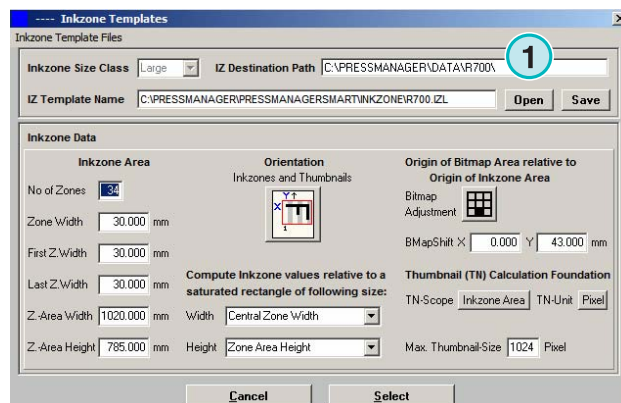 ---- Inkzone Templates
Inkzone Template Files
Inkzone Size Class Large IZ Destination Path C:\PRESSMANAGER\DATA\R700\
1
IZ Template Name C:\PRESSMANAGER\PRESSMANAGERSMART\INKZONE\R700.IZL Open Save
Inkzone Data
Inkzone Area
No of Zones 34
Zone Width 30.000 mm
First Z.Width 30.000 mm
Last Z.Width 30.000 mm
Z.-Area Width 1020.000 mm
Z.-Area Height 785.000 mm
Orientation
Inkzones and Thumbnails
Y
X
1
Compute Inkzone values relative to a
saturated rectangle of following size:
Width Central Zone Width
Height Zone Area Height
Origin of Bitmap Area relative to
Origin of Inkzone Area
Bitmap
Adjustment
BMapShift X 0.000 Y 43.000 mm
Thumbnail (TN) Calculation Foundation
TN-Scope Inkzone Area TN-Unit Pixel
Max. Thumbnail-Size 1024 Pixel
Cancel Select